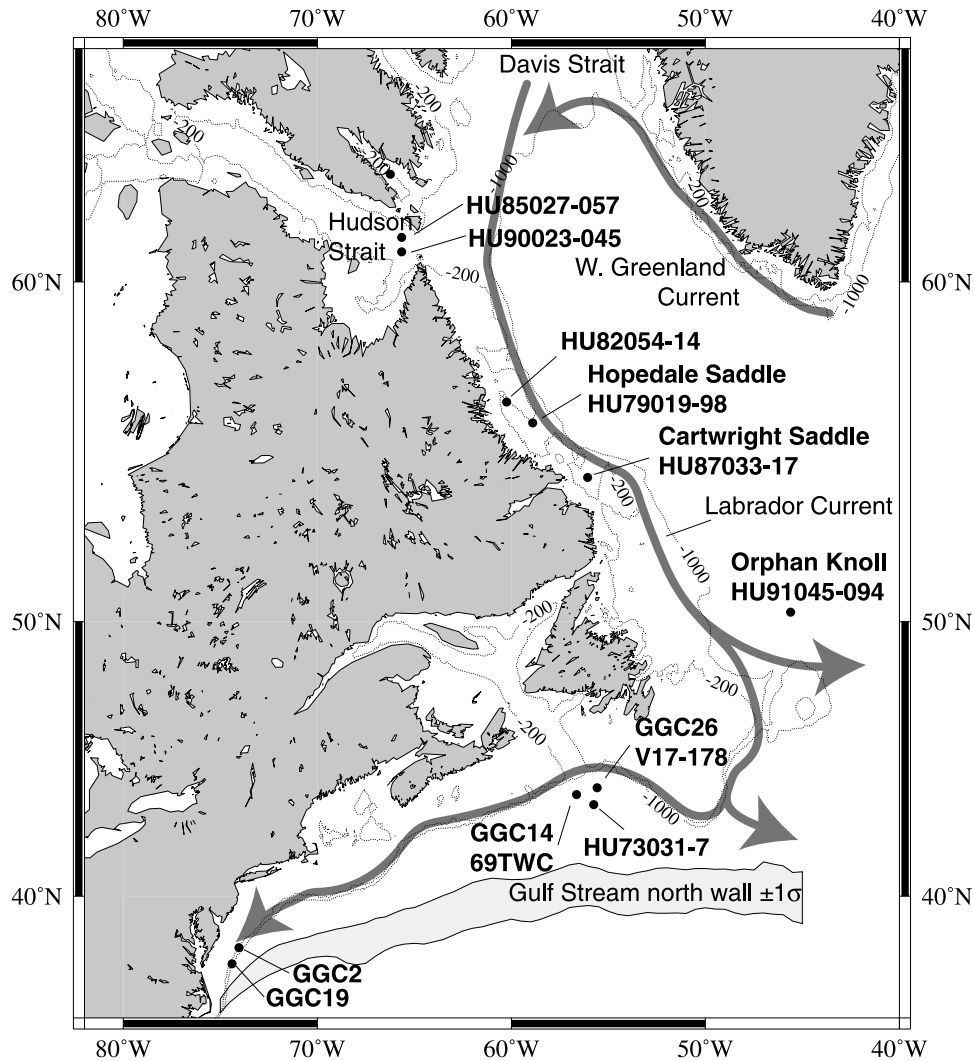 80°W 70°W 60°W 50°W 40°W
Davis Strait
-200
-200
-200
-1000
-200
HU85027-057
Hudson
Strait
HU90023-045
-200
W. Greenland
Current
-1000
60°N
60°N
HU82054-14
Hopedale Saddle
HU79019-98
Cartwright Saddle
HU87033-17
-200
Labrador Current
-1000
Orphan Knoll
HU91045-094
50°N
50°N
-200
-200
-200
GGC26
V17-178
-1000
GGC14
69TWC
HU73031-7
Gulf Stream north wall ±1σ
40°N
40°N
GGC2
GGC19
80°W 70°W 60°W 50°W 40°W